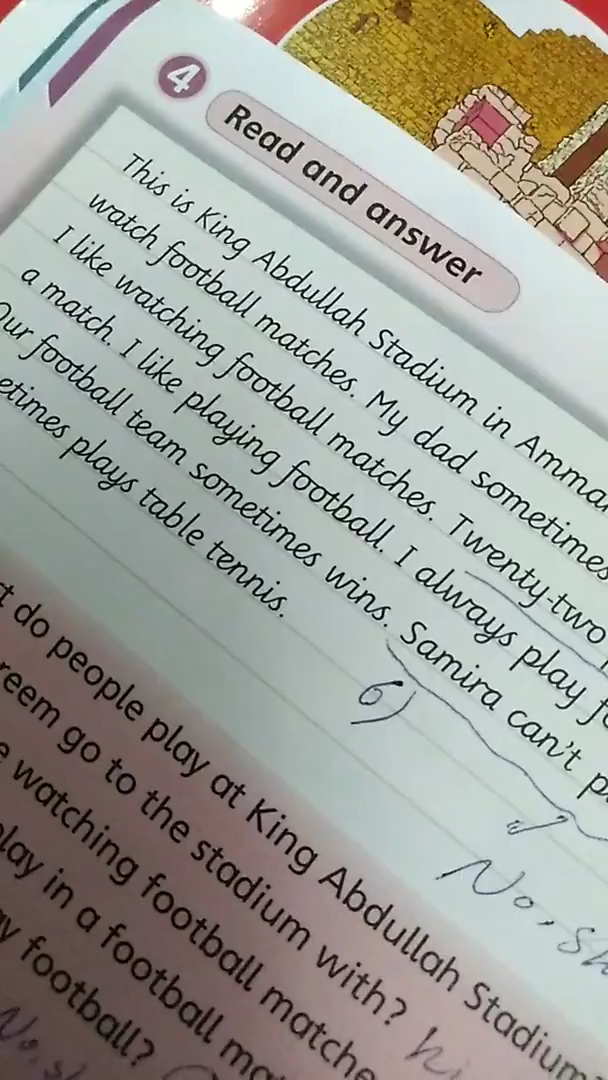 4
Read and answer
This is King Abdullah Stadium in Amma
watch football matches. My dad sometimes
I like watching football matches. Twenty-two
a match. I like playing football. I always play f
Our football team sometimes wins. Samira can't p
etimes plays table tennis.
6)
No, sh
t do people play at King Abdullah Stadium
reem go to the stadium with? hi
e watching football matche
lay in a football ma
y football?
No, sh